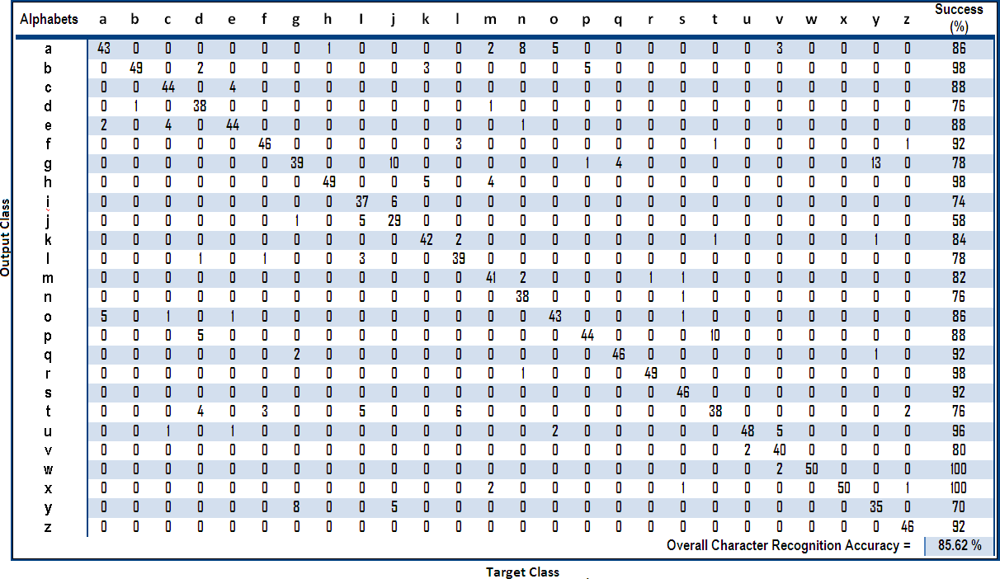 Alphabets a b c d e f g h I j k l m n o p q r s t u v w x y z Success (%)
a 43 0 0 0 0 0 0 1 0 0 0 0 2 8 5 0 0 0 0 0 0 3 0 0 0 0 86
b 0 49 0 2 0 0 0 0 0 0 3 0 0 0 0 5 0 0 0 0 0 0 0 0 0 0 98
c 0 0 44 0 4 0 0 0 0 0 0 0 0 0 0 0 0 0 0 0 0 0 0 0 0 0 88
d 0 1 0 38 0 0 0 0 0 0 0 0 1 0 0 0 0 0 0 0 0 0 0 0 0 0 76
e 2 0 4 0 44 0 0 0 0 0 0 0 0 1 0 0 0 0 0 0 0 0 0 0 0 0 88
f 0 0 0 0 0 46 0 0 0 0 0 3 0 0 0 0 0 0 0 1 0 0 0 0 0 1 92
g 0 0 0 0 0 0 39 0 0 10 0 0 0 0 0 1 4 0 0 0 0 0 0 0 13 0 78
h 0 0 0 0 0 0 0 49 0 0 5 0 4 0 0 0 0 0 0 0 0 0 0 0 0 0 98
i 0 0 0 0 0 0 0 0 37 6 0 0 0 0 0 0 0 0 0 0 0 0 0 0 0 0 74
j 0 0 0 0 0 0 1 0 5 29 0 0 0 0 0 0 0 0 0 0 0 0 0 0 0 0 58
k 0 0 0 0 0 0 0 0 0 0 42 2 0 0 0 0 0 0 0 1 0 0 0 0 1 0 84
l 0 0 0 1 0 1 0 0 3 0 0 39 0 0 0 0 0 0 0 0 0 0 0 0 0 0 78
m 0 0 0 0 0 0 0 0 0 0 0 0 41 2 0 0 0 1 1 0 0 0 0 0 0 0 82
n 0 0 0 0 0 0 0 0 0 0 0 0 0 38 0 0 0 0 1 0 0 0 0 0 0 0 76
o 5 0 1 0 1 0 0 0 0 0 0 0 0 0 43 0 0 0 1 0 0 0 0 0 0 0 86
p 0 0 0 5 0 0 0 0 0 0 0 0 0 0 0 44 0 0 0 10 0 0 0 0 0 0 88
q 0 0 0 0 0 0 2 0 0 0 0 0 0 0 0 0 46 0 0 0 0 0 0 0 1 0 92
r 0 0 0 0 0 0 0 0 0 0 0 0 0 1 0 0 0 49 0 0 0 0 0 0 0 0 98
s 0 0 0 0 0 0 0 0 0 0 0 0 0 0 0 0 0 0 46 0 0 0 0 0 0 0 92
t 0 0 0 4 0 3 0 0 5 0 0 6 0 0 0 0 0 0 0 38 0 0 0 0 0 2 76
u 0 0 1 0 1 0 0 0 0 0 0 0 0 0 2 0 0 0 0 0 48 5 0 0 0 0 96
v 0 0 0 0 0 0 0 0 0 0 0 0 0 0 0 0 0 0 0 0 2 40 0 0 0 0 80
w 0 0 0 0 0 0 0 0 0 0 0 0 0 0 0 0 0 0 0 0 0 2 50 0 0 0 100
x 0 0 0 0 0 0 0 0 0 0 0 0 2 0 0 0 0 0 1 0 0 0 0 50 0 1 100
y 0 0 0 0 0 0 8 0 0 5 0 0 0 0 0 0 0 0 0 0 0 0 0 0 35 0 70
z 0 0 0 0 0 0 0 0 0 0 0 0 0 0 0 0 0 0 0 0 0 0 0 0 0 46 92
Overall Character Recognition Accuracy = 85.62 %
Output Class
Target Class